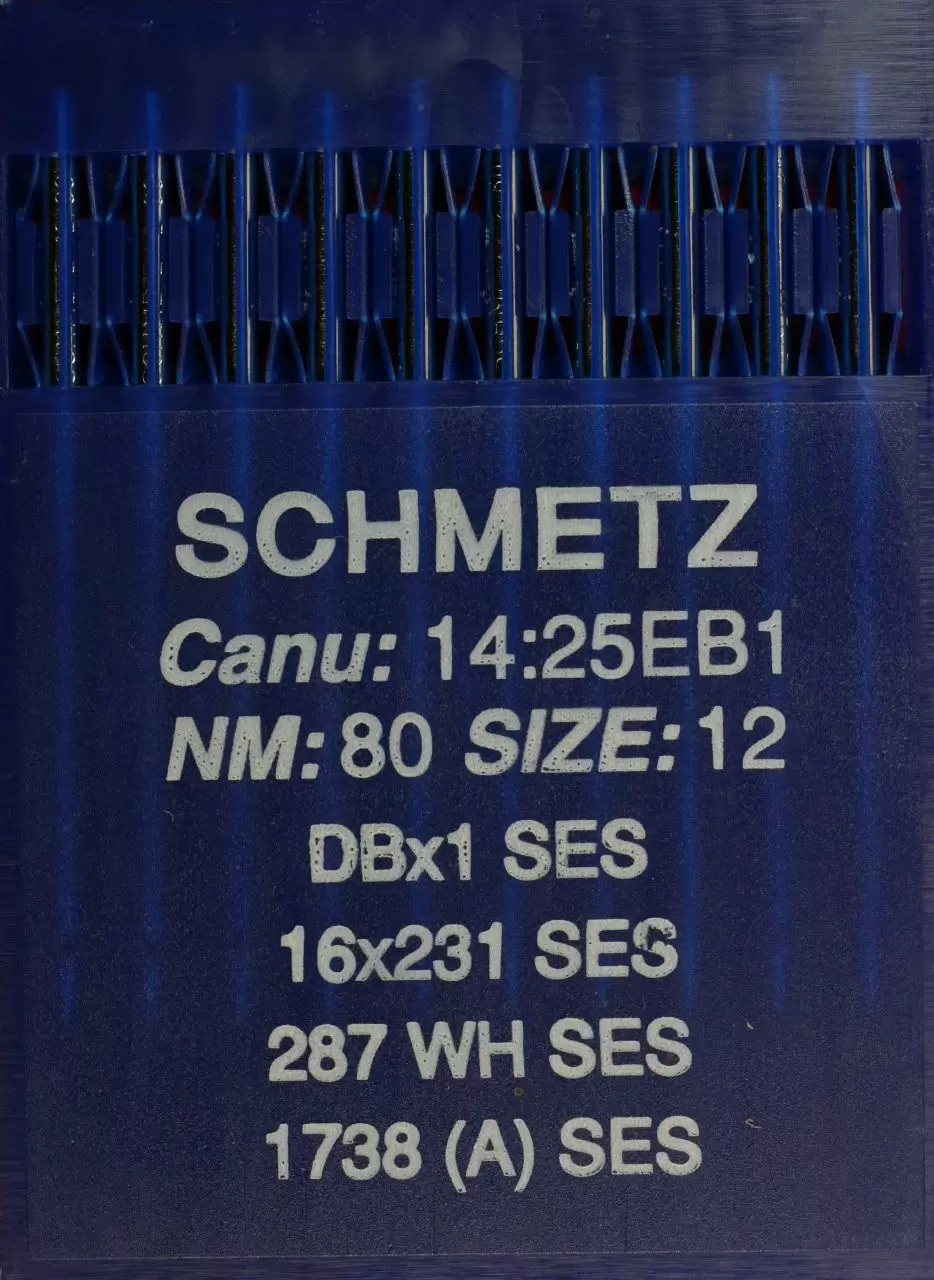 SCHMETZ
Canu: 14:25EB1
NM: 80 SIZE: 12
DBx1 SES
16x231 SES
287 WH SES
1738 (A) SES